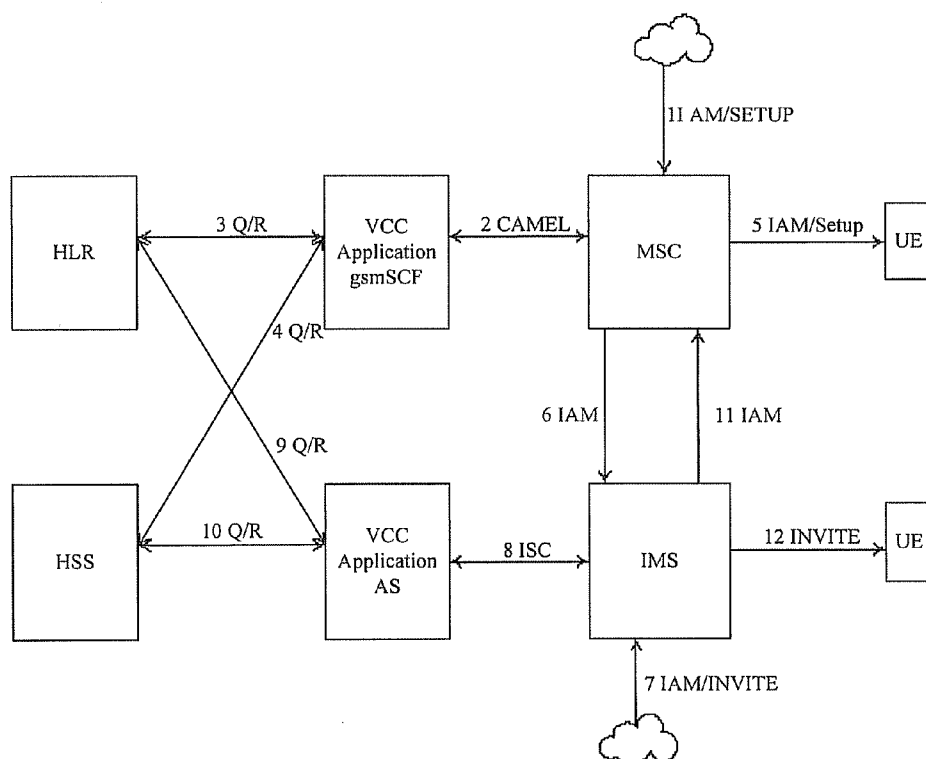 1I AM/SETUP
HLR
3 Q/R
VCC
Application
gsmSCF
2 CAMEL
MSC
5 IAM/Setup
UE
4 Q/R
6 IAM
11 IAM
9 Q/R
HSS
10 Q/R
VCC
Application
AS
8 ISC
IMS
12 INVITE
UE
7 IAM/INVITE